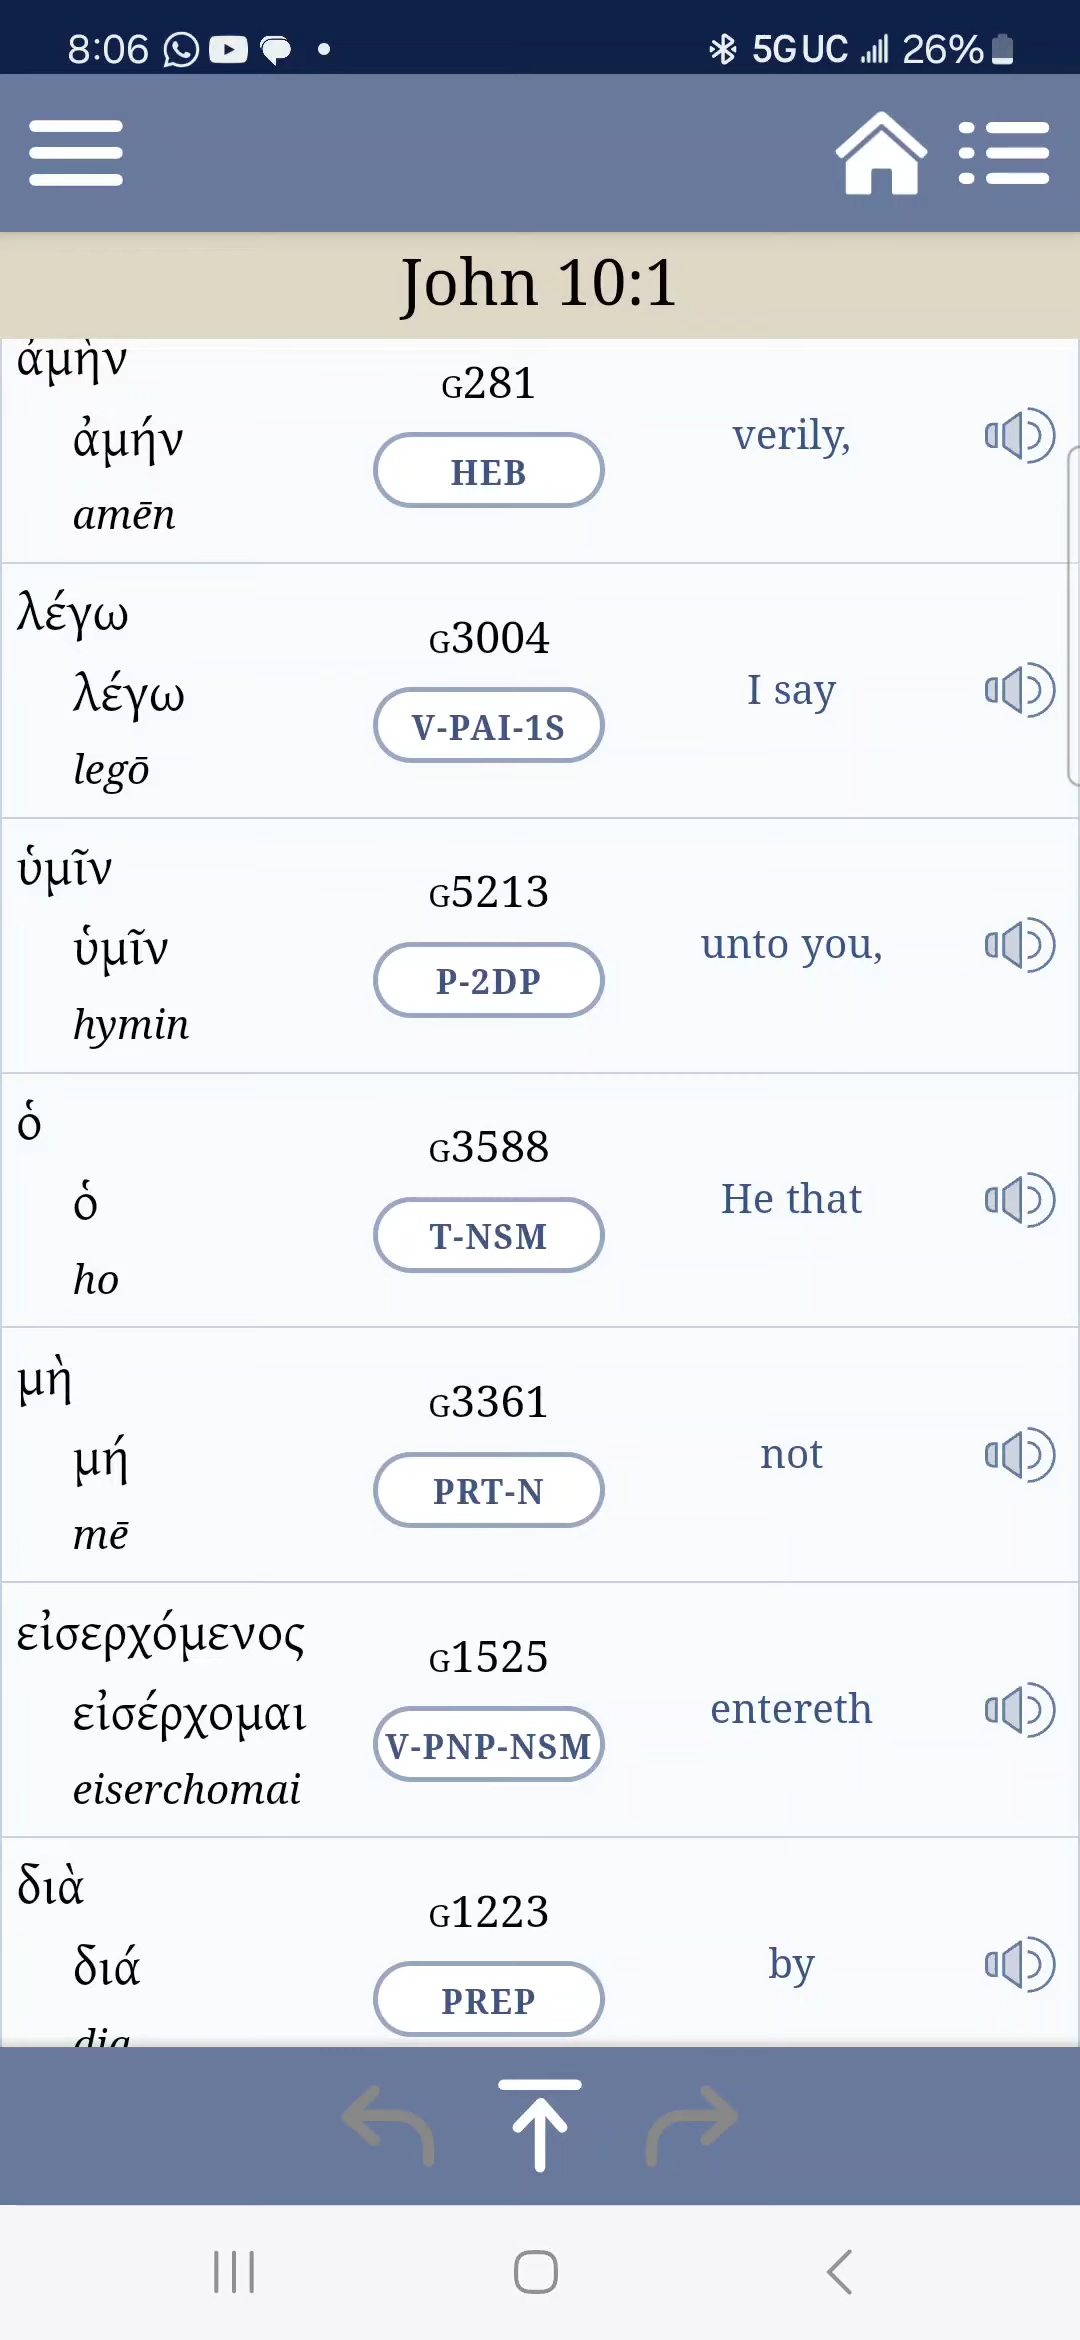 8:06 5G UC 26%
John 10:1
ἀμὴν
G281
ἀμήν
HEB
verily,
amēn
λέγω
G3004
λέγω
V-PAI-1S
I say
legō
ὑμῖν
G5213
ὑμῖν
P-2DP
unto you,
hymin
ὁ
G3588
ὁ
T-NSM
He that
ho
μὴ
G3361
μή
PRT-N
not
mē
εἰσερχόμενος
G1525
εἰσέρχομαι
V-PNP-NSM
entereth
eiserchomai
διὰ
G1223
διά
PREP
by
dia